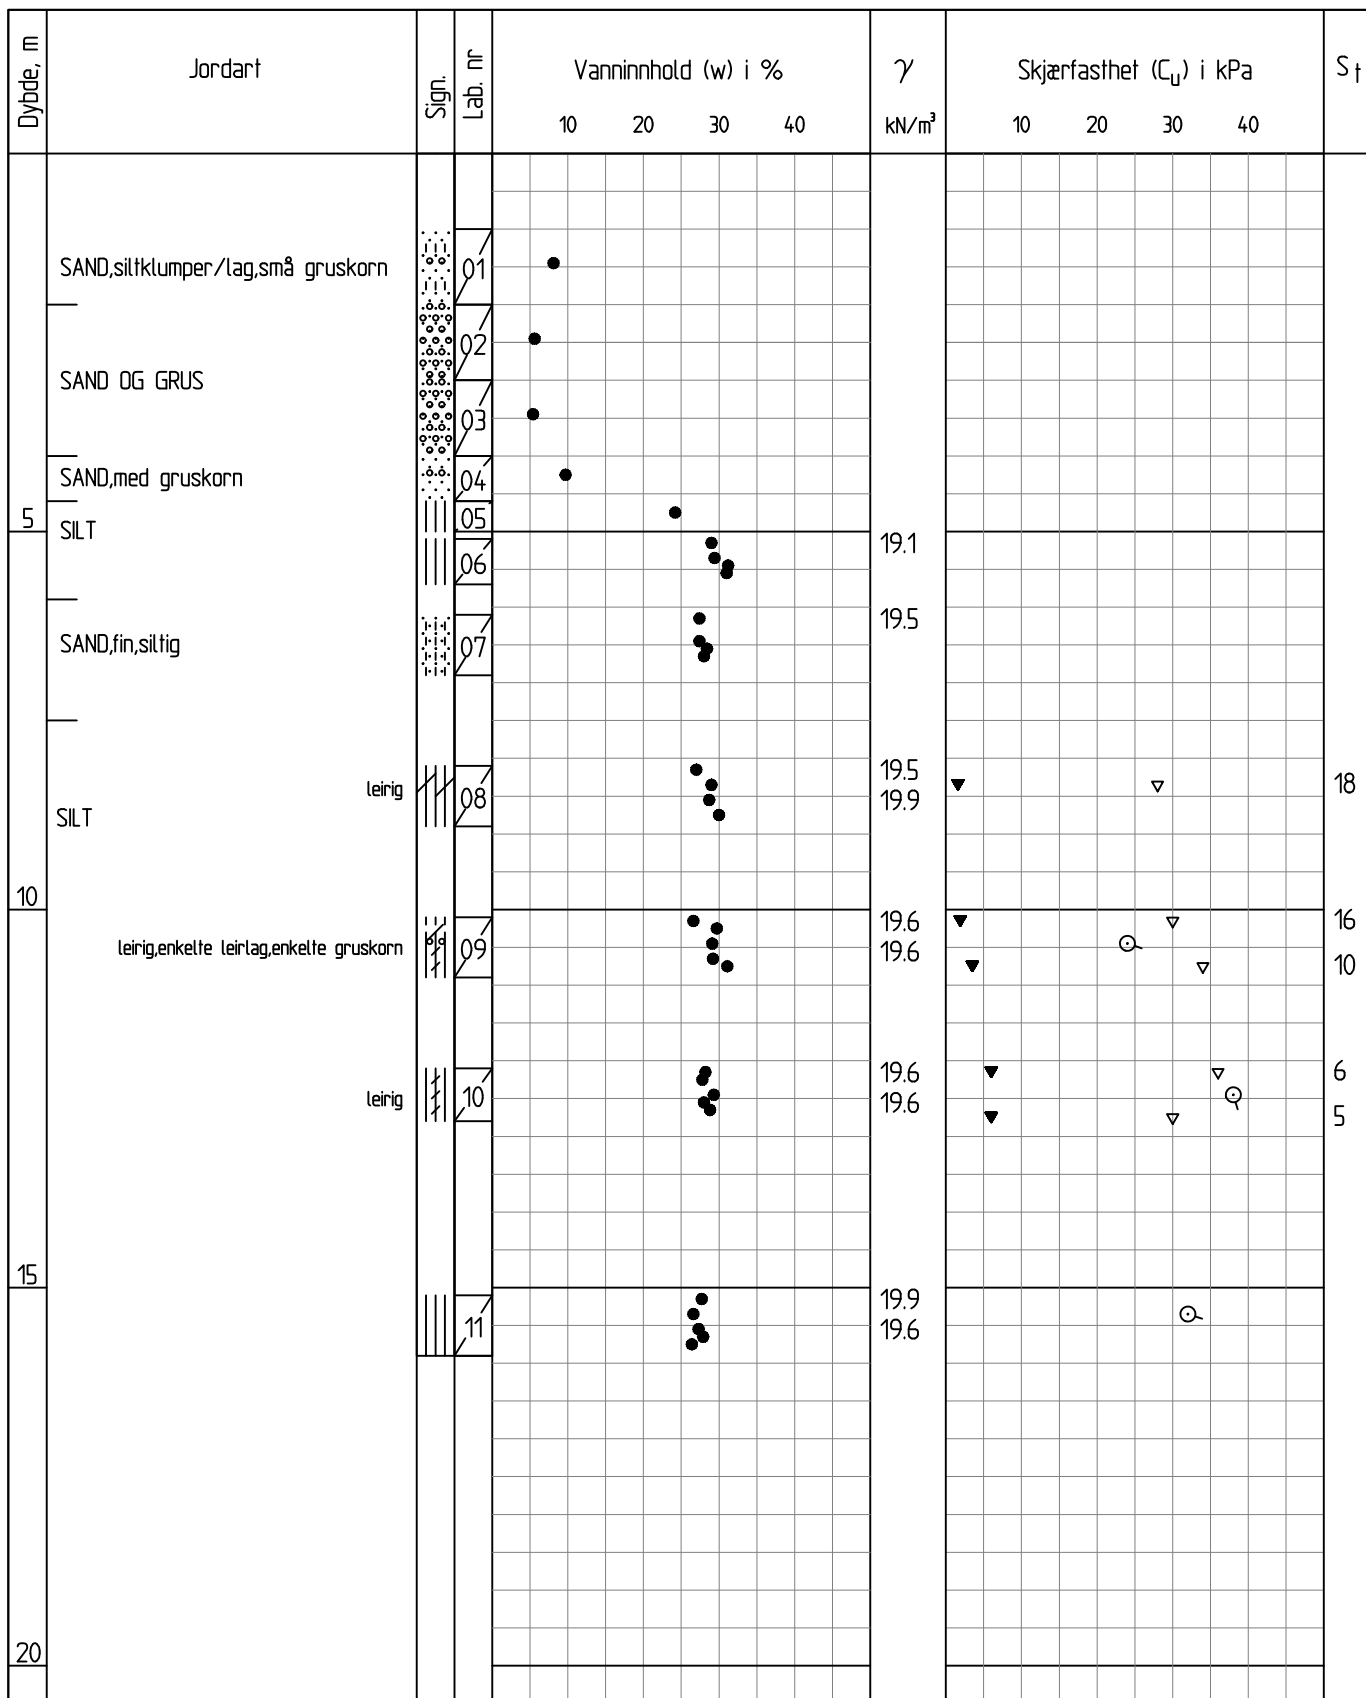 Dybde, m
Jordart
Sign.
Lab. nr
Vanninnhold (w) i %
10 20 30 40
γ
kN/m³
Skjærfasthet (Cu) i kPa
10 20 30 40
St
SAND,siltklumper/lag,små gruskorn
01
02
SAND OG GRUS
03
SAND,med gruskorn
04
5
SILT
05
06
19.1
SAND,fin,siltig
07
19.5
leirig
08
19.5
19.9
18
SILT
10
leirig,enkelte leirlag,enkelte gruskorn
09
19.6
19.6
16
10
leirig
10
19.6
19.6
6
5
15
11
19.9
19.6
20